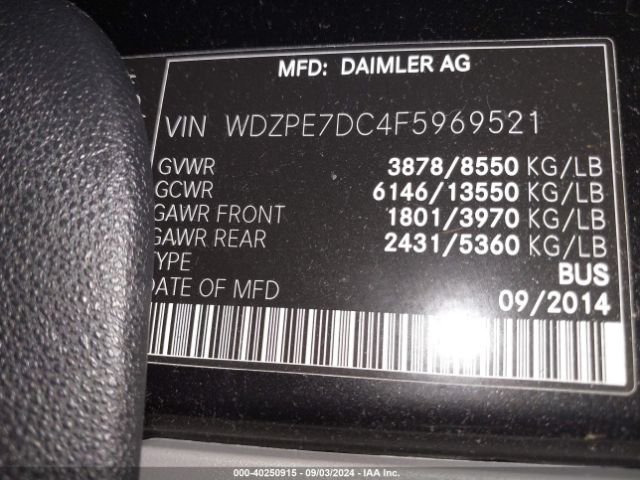 MFD: DAIMLER AG
VIN WDZPE7DC4F5969521
GVWR 3878/8550 KG/LB
GCWR 6146/13550 KG/LB
GAWR FRONT 1801/3970 KG/LB
GAWR REAR 2431/5360 KG/LB
TYPE BUS
DATE OF MFD 09/2014
000-40250915 - 09/03/2024 - IAA Inc.